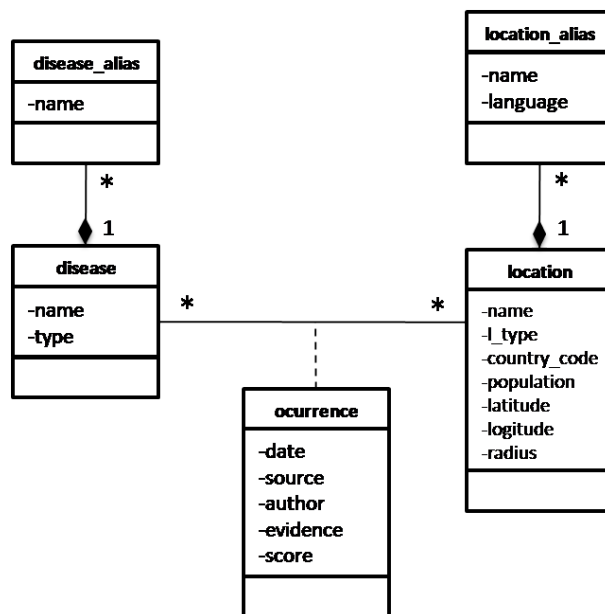 disease_alias
-name
*
1
disease
-name
-type
*
location_alias
-name
-language
*
1
location
-name
-l_type
-country_code
-population
-latitude
-logitude
-radius
*
ocurrence
-date
-source
-author
-evidence
-score